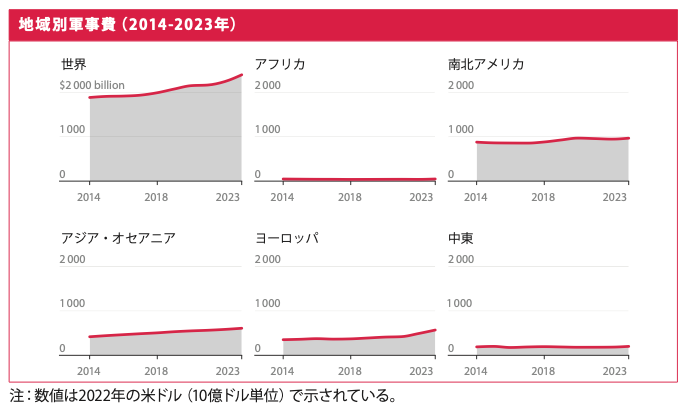 地域別軍事費（2014-2023年）
世界
$2 000 billion
1 000
0
2014 2018 2023
アフリカ
2 000
1 000
0
2014 2018 2023
南北アメリカ
2 000
1 000
0
2014 2018 2023
アジア・オセアニア
2 000
1 000
0
2014 2018 2023
ヨーロッパ
2 000
1 000
0
2014 2018 2023
中東
2 000
1 000
0
2014 2018 2023
注：数値は2022年の米ドル（10億ドル単位）で示されている。